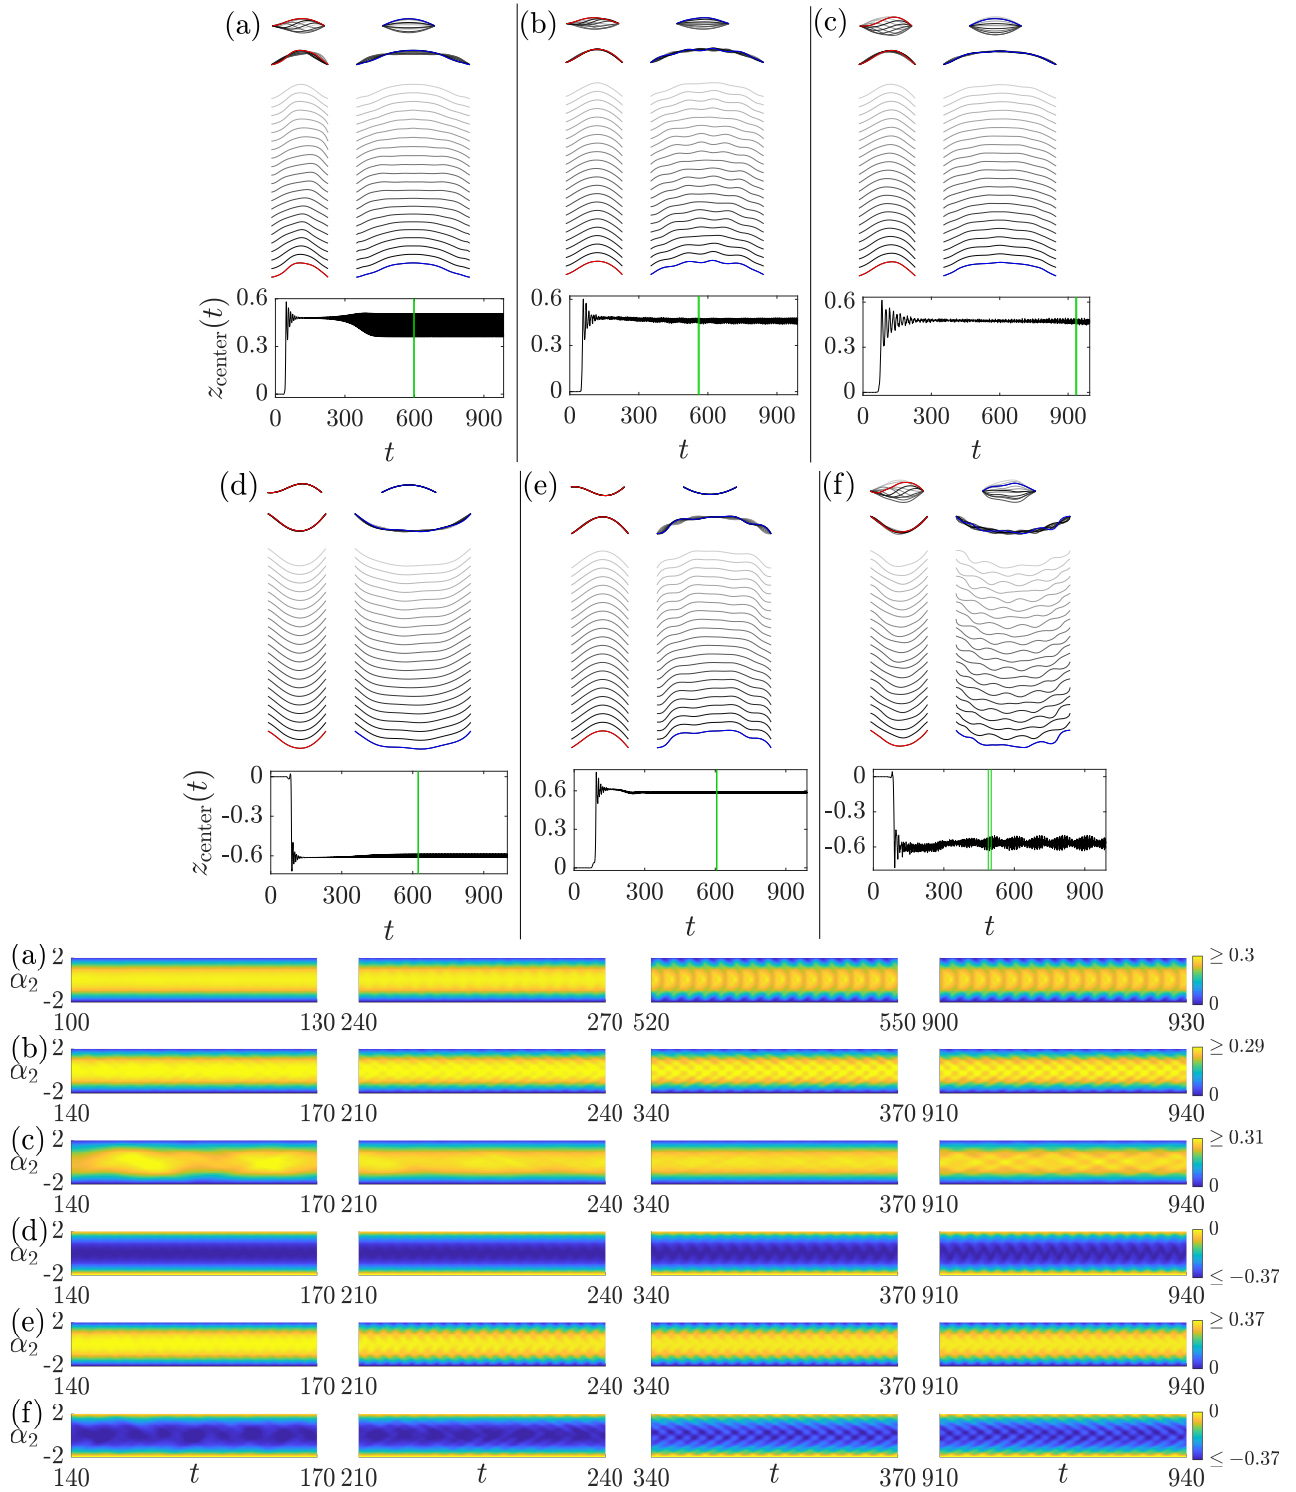 (a) (b) (c)
z_center(t) 0.6 0.3 0 0.6 0.3 0 0.6 0.3 0
0 300 600 900 0 300 600 900 0 300 600 900
t t t
(d) (e) (f)
z_center(t) 0 -0.3 -0.6 0.6 0.3 0 0 -0.3 -0.6
0 300 600 900 0 300 600 900 0 300 600 900
t t t
(a) 2 ≥ 0.3
α₂
-2 0
100 130 240 270 520 550 900 930
(b) 2 ≥ 0.29
α₂
-2 0
140 170 210 240 340 370 910 940
(c) 2 ≥ 0.31
α₂
-2 0
140 170 210 240 340 370 910 940
(d) 2 0
α₂
-2 ≤ −0.37
140 170 210 240 340 370 910 940
(e) 2 ≥ 0.37
α₂
-2 0
140 170 210 240 340 370 910 940
(f) 2 0
α₂
-2 ≤ −0.37
140 t 170 210 t 240 340 t 370 910 t 940